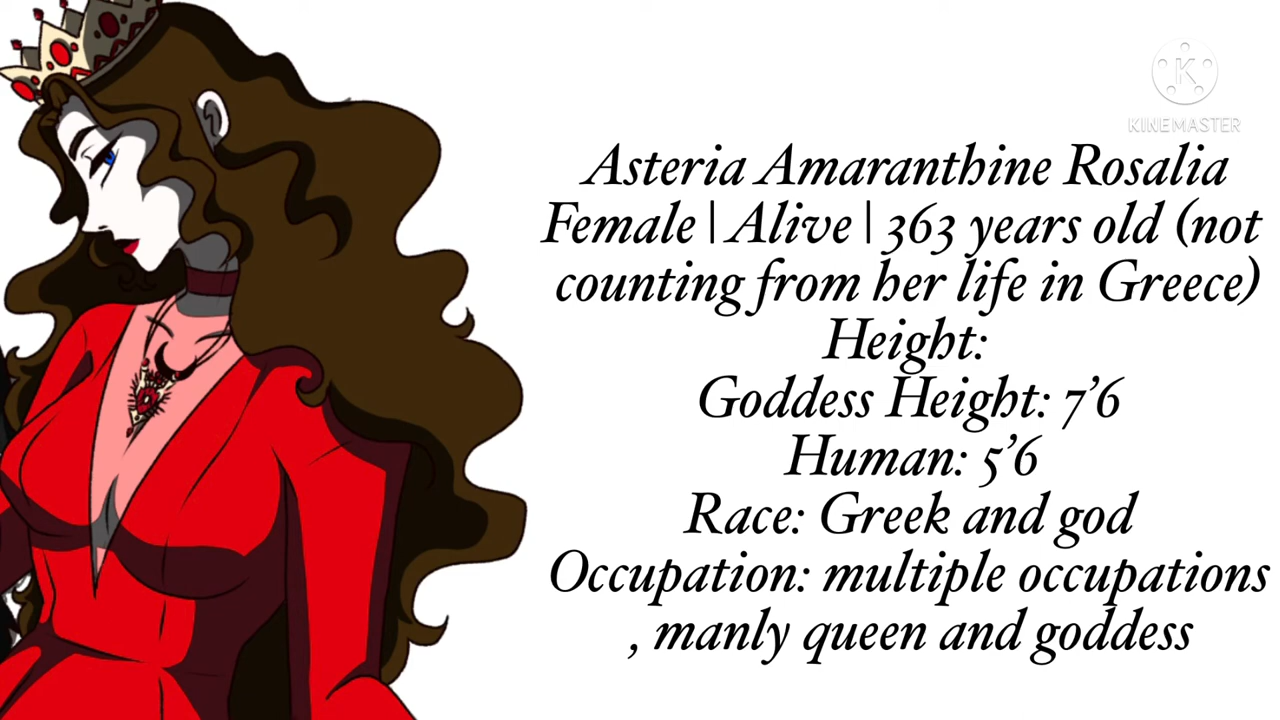 KINEMASTER
Asteria Amaranthine Rosalia
Female | Alive | 363 years old (not
counting from her life in Greece)
Height:
Goddess Height: 7’6
Human: 5’6
Race: Greek and god
Occupation: multiple occupations
, manly queen and goddess